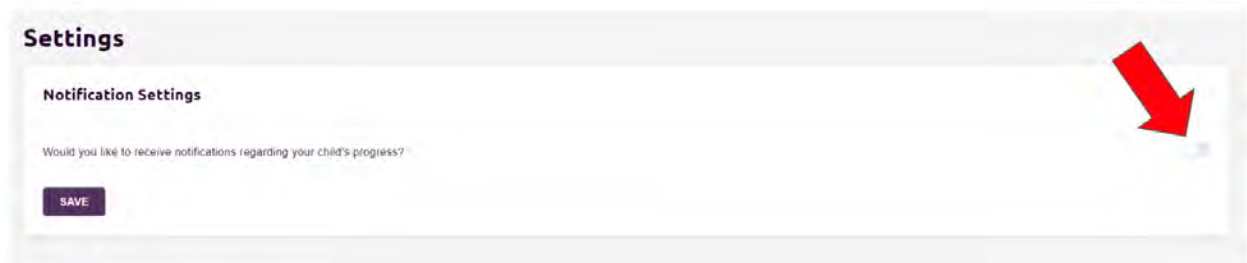 Settings
Notification Settings
Would you like to receive notifications regarding your child's progress?
SAVE